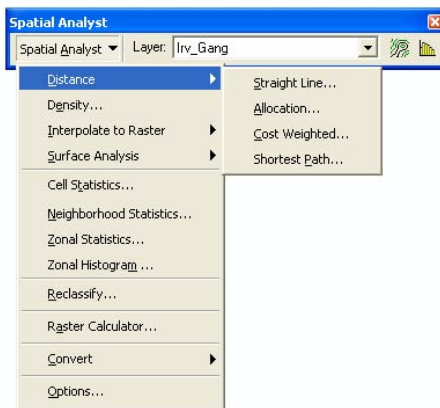 Spatial Analyst
Spatial Analyst Layer: Irv_Gang
Distance
Density...
Interpolate to Raster
Surface Analysis
Cell Statistics...
Neighborhood Statistics...
Zonal Statistics...
Zonal Histogram ...
Reclassify...
Raster Calculator...
Convert
Options...
Straight Line...
Allocation...
Cost Weighted...
Shortest Path...